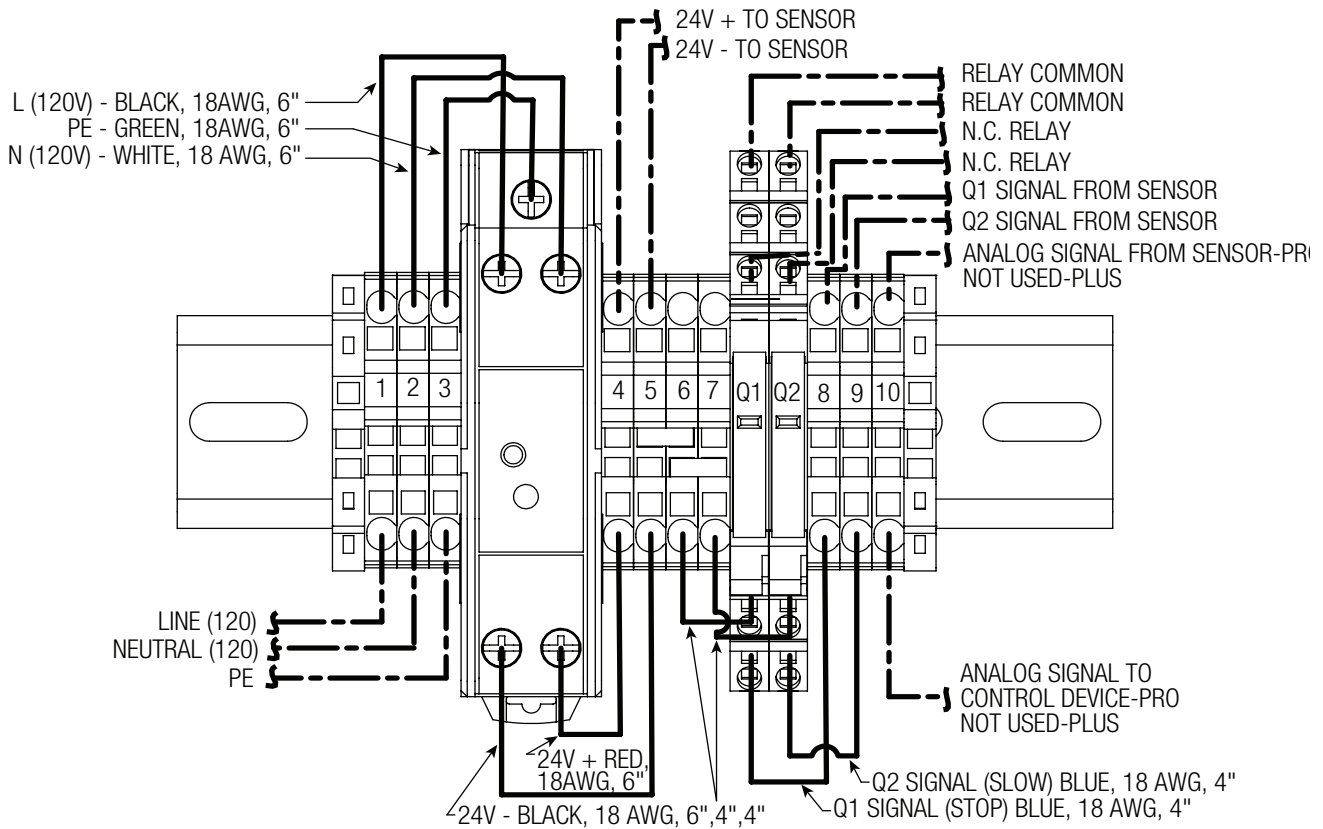 24V + TO SENSOR
24V - TO SENSOR
L (120V) - BLACK, 18AWG, 6"
PE - GREEN, 18AWG, 6"
N (120V) - WHITE, 18 AWG, 6"
RELAY COMMON
RELAY COMMON
N.C. RELAY
N.C. RELAY
Q1 SIGNAL FROM SENSOR
Q2 SIGNAL FROM SENSOR
ANALOG SIGNAL FROM SENSOR-PRO
NOT USED-PLUS
1 2 3 4 5 6 7 Q1 Q2 8 9 10
LINE (120)
NEUTRAL (120)
PE
ANALOG SIGNAL TO
CONTROL DEVICE-PRO
NOT USED-PLUS
24V + RED,
18AWG, 6"
24V - BLACK, 18 AWG, 6",4",4"
Q2 SIGNAL (SLOW) BLUE, 18 AWG, 4"
Q1 SIGNAL (STOP) BLUE, 18 AWG, 4"